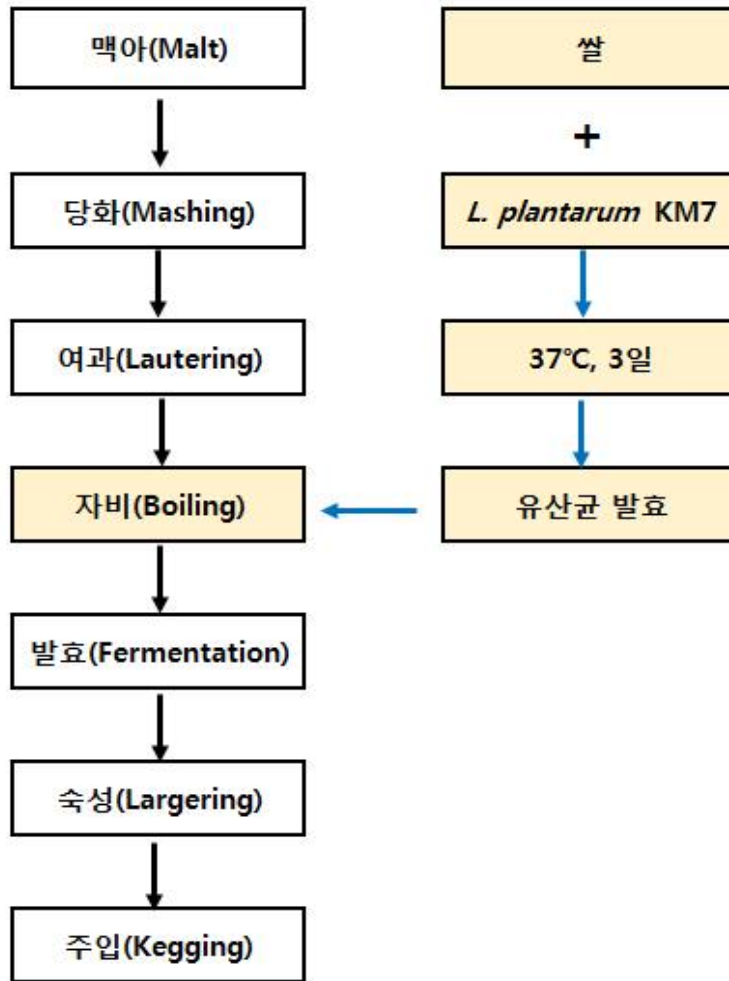 맥아(Malt)
당화(Mashing)
여과(Lautering)
자비(Boiling)
발효(Fermentation)
숙성(Largering)
주입(Kegging)
쌀
+
L. plantarum KM7
37℃, 3일
유산균 발효